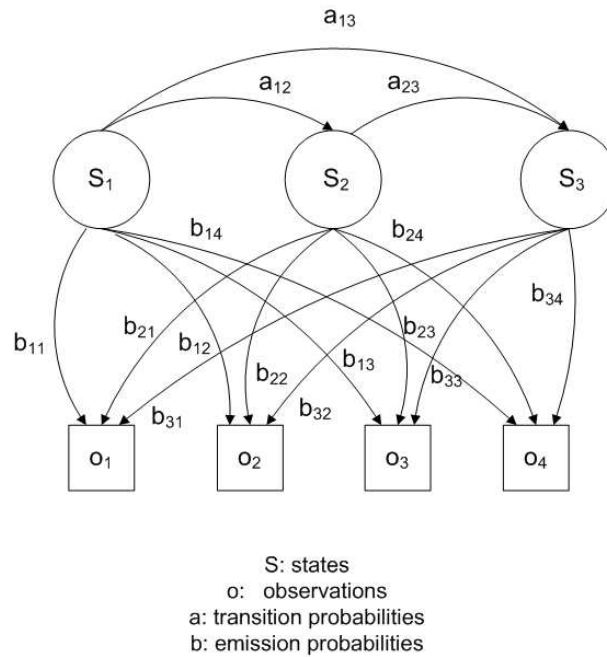 a₁₃
a₁₂ a₂₃
S₁ S₂ S₃
b₁₄ b₂₄
b₃₄
b₁₁ b₂₁ b₁₂ b₂₃
b₂₂ b₁₃ b₃₃
b₃₁ b₃₂
o₁ o₂ o₃ o₄
S: states
o: observations
a: transition probabilities
b: emission probabilities